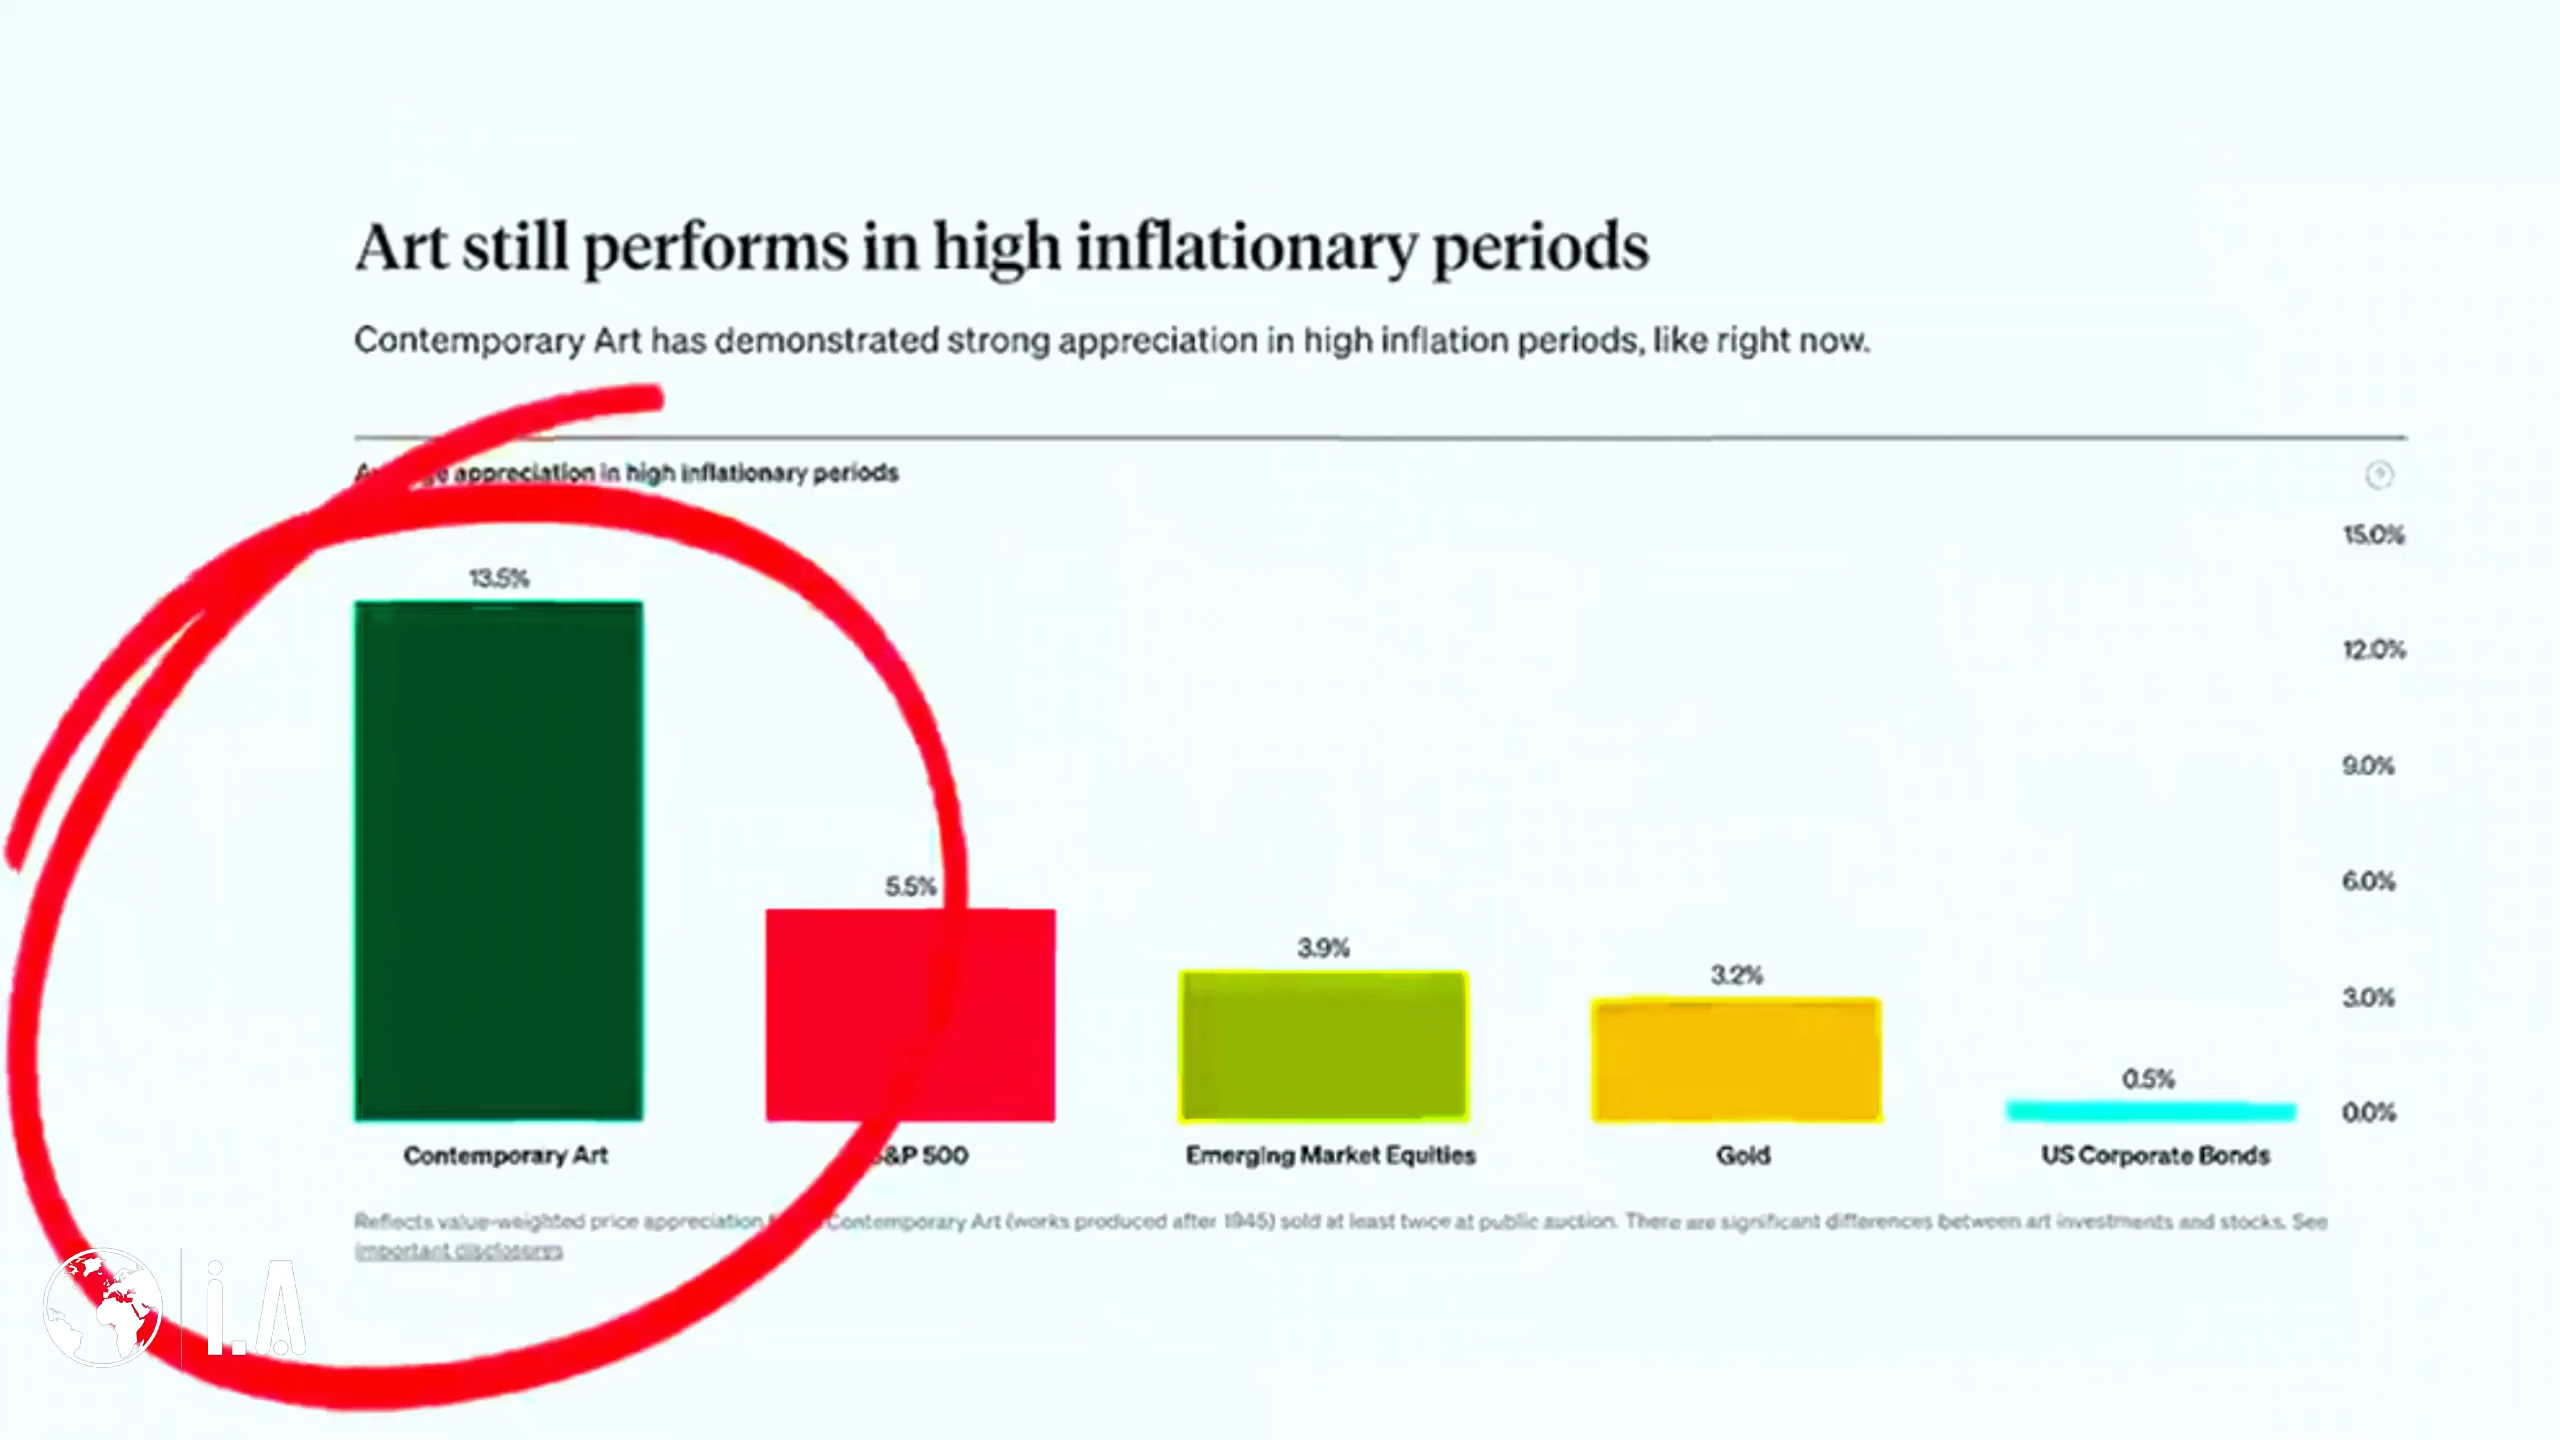 Art still performs in high inflationary periods
Contemporary Art has demonstrated strong appreciation in high inflation periods, like right now.
appreciation in high inflationary periods
15.0%
13.5%
12.0%
9.0%
5.5%
6.0%
3.9%
3.2%
3.0%
0.5%
0.0%
Contemporary Art
S&P 500
Emerging Market Equities
Gold
US Corporate Bonds
Reflects value-weighted price appreciation Contemporary Art (works produced after 1945) sold at least twice at public auction. There are significant differences between art investments and stocks. See
important disclosures
i.A